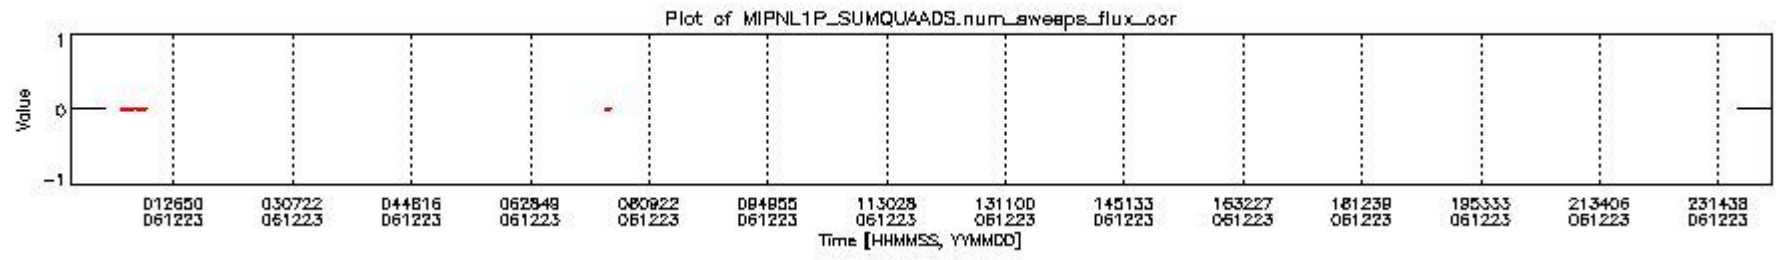 Plot of MIPNL1P_SUMQUAADS.num_sweeps_flux_cor
1
Value
0
-1
012650 030722 044816 062849 080922 094955 113028 131100 145133 163227 181239 195333 213406 231438
061223 061223 061223 061223 061223 061223 061223 061223 061223 061223 061223 061223 061223 061223
Time [HHMMSS, YYMMDD]